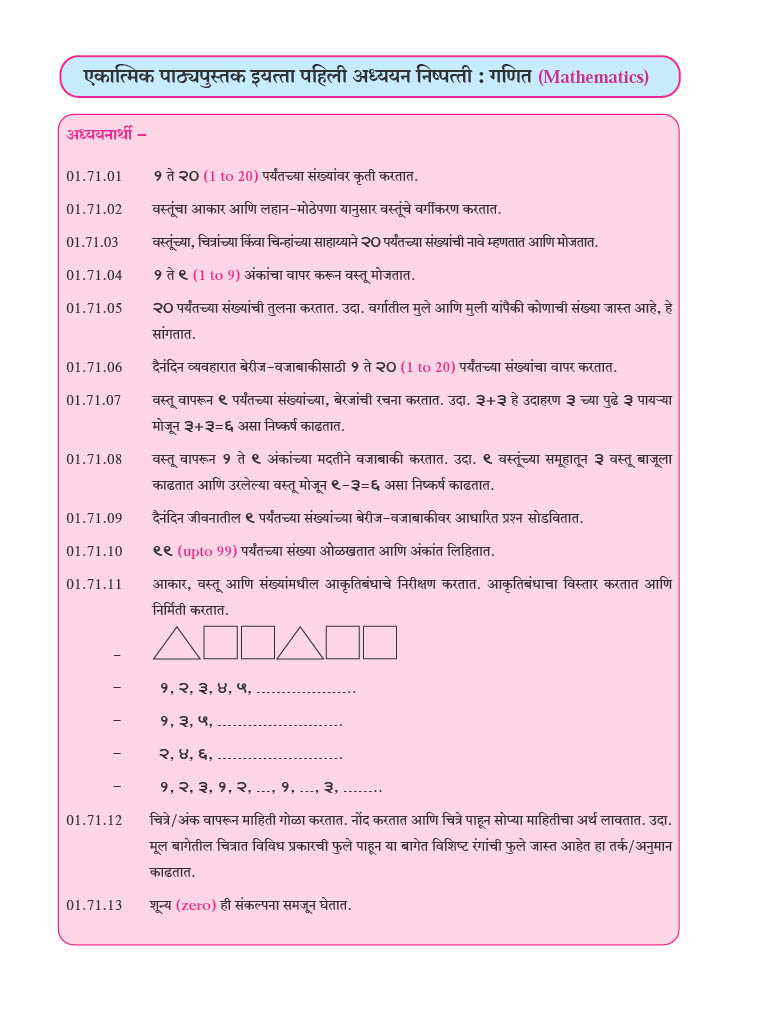 एकात्मिक पाठ्यपुस्तक इयत्ता पहिली अध्ययन निष्पत्ती : गणित (Mathematics)
अध्ययनार्थी –
01.71.01 १ ते २० (1 to 20) पर्यंतच्या संख्यांवर कृती करतात.
01.71.02 वस्तूंचा आकार आणि लहान-मोठेपणा यानुसार वस्तूंचे वर्गीकरण करतात.
01.71.03 वस्तूंच्या, चित्रांच्या किंवा चिन्हांच्या साहाय्याने २० पर्यंतच्या संख्यांची नावे म्हणतात आणि मोजतात.
01.71.04 १ ते ९ (1 to 9) अंकांचा वापर करून वस्तू मोजतात.
01.71.05 २० पर्यंतच्या संख्यांची तुलना करतात. उदा. वर्गातील मुले आणि मुली यांपैकी कोणाची संख्या जास्त आहे, हे
सांगतात.
01.71.06 दैनंदिन व्यवहारात बेरीज-वजाबाकीसाठी १ ते २० (1 to 20) पर्यंतच्या संख्यांचा वापर करतात.
01.71.07 वस्तू वापरून ९ पर्यंतच्या संख्यांच्या, बेरजांची रचना करतात. उदा. ३+३ हे उदाहरण ३ च्या पुढे ३ पायऱ्या
मोजून ३+३=६ असा निष्कर्ष काढतात.
01.71.08 वस्तू वापरून १ ते ९ अंकांच्या मदतीने वजाबाकी करतात. उदा. ९ वस्तूंच्या समूहातून ३ वस्तू बाजूला
काढतात आणि उरलेल्या वस्तू मोजून ९-३=६ असा निष्कर्ष काढतात.
01.71.09 दैनंदिन जीवनातील ९ पर्यंतच्या संख्यांच्या बेरीज-वजाबाकीवर आधारित प्रश्न सोडवितात.
01.71.10 ९९ (upto 99) पर्यंतच्या संख्या ओळखतात आणि अंकांत लिहितात.
01.71.11 आकार, वस्तू आणि संख्यांमधील आकृतिबंधाचे निरीक्षण करतात. आकृतिबंधाचा विस्तार करतात आणि
निर्मिती करतात.
–
– १, २, ३, ४, ५, ....................
– १, ३, ५, .........................
– २, ४, ६, .........................
– १, २, ३, १, २, ..., १, ..., ३, ........
01.71.12 चित्रे/अंक वापरून माहिती गोळा करतात. नोंद करतात आणि चित्रे पाहून सोप्या माहितीचा अर्थ लावतात. उदा.
मूल बागेतील चित्रात विविध प्रकारची फुले पाहून या बागेत विशिष्ट रंगांची फुले जास्त आहेत हा तर्क/अनुमान
काढतात.
01.71.13 शून्य (zero) ही संकल्पना समजून घेतात.